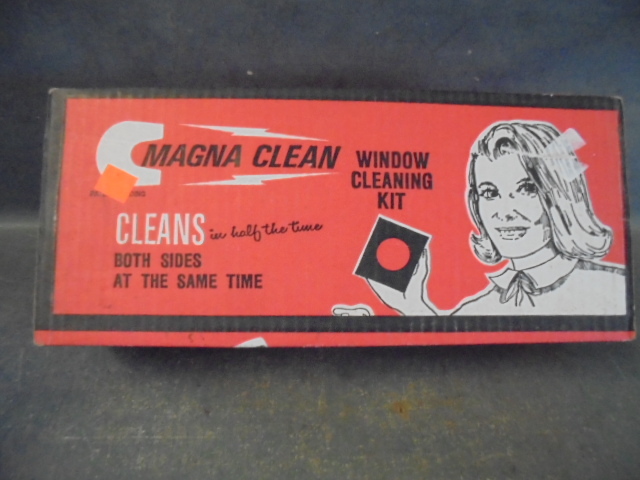 MAGNA CLEAN
WINDOW
CLEANING
KIT
CLEANS in half the time
BOTH SIDES
AT THE SAME TIME